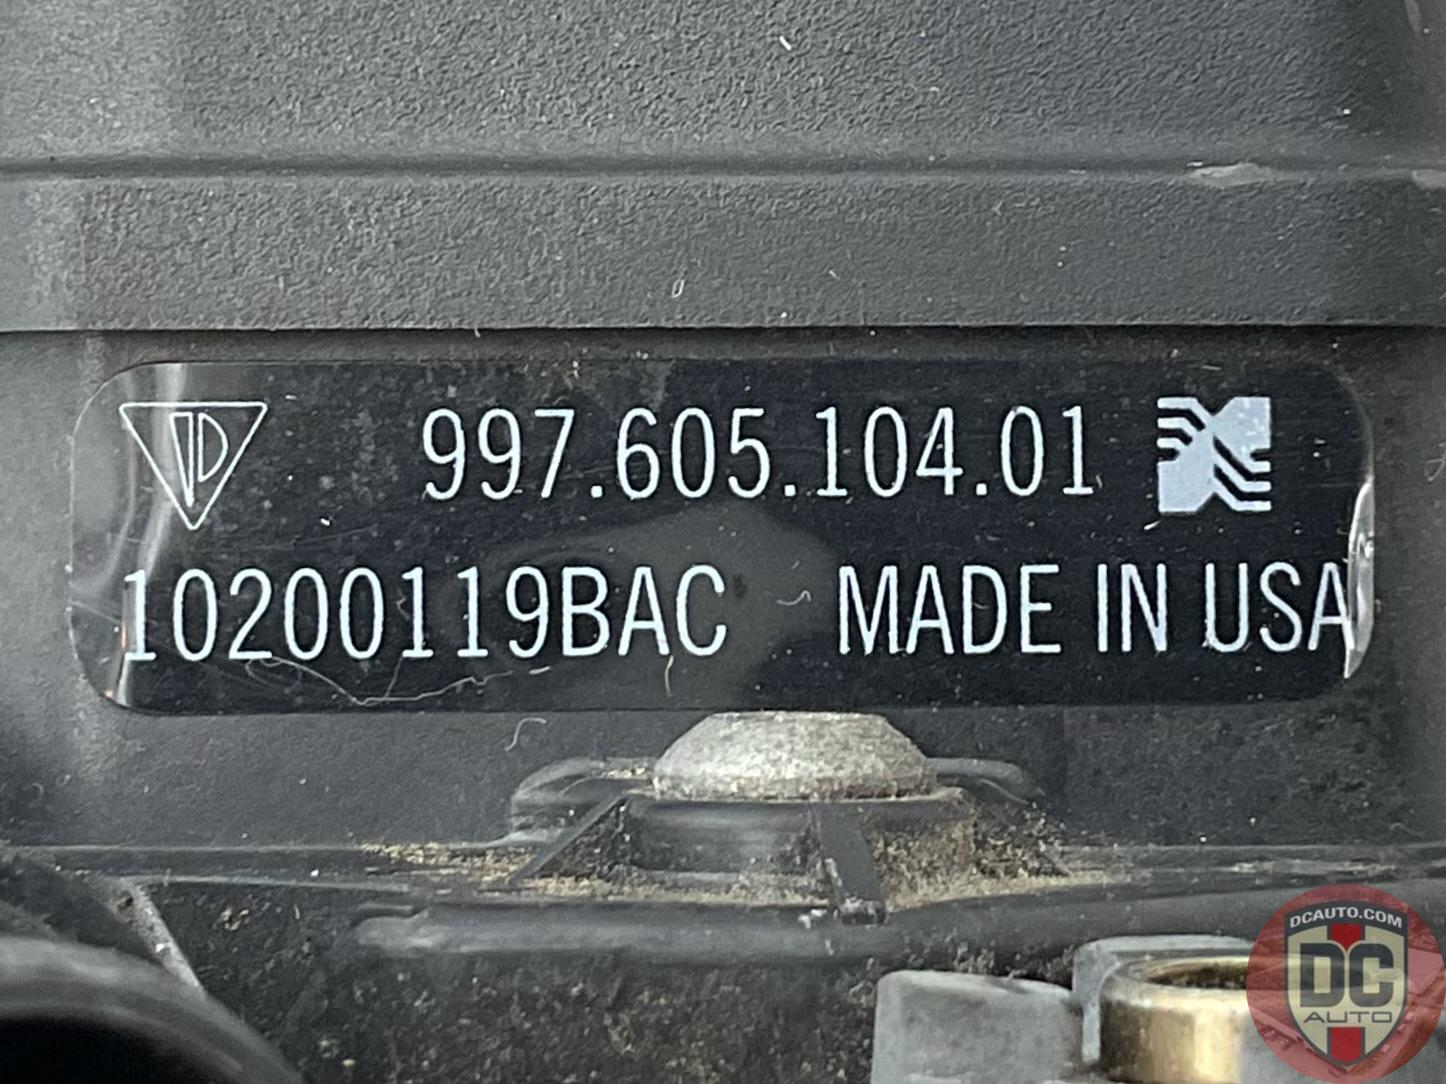 997.605.104.01
10200119BAC MADE IN USA
DCAUTO.COM
DC
AUTO